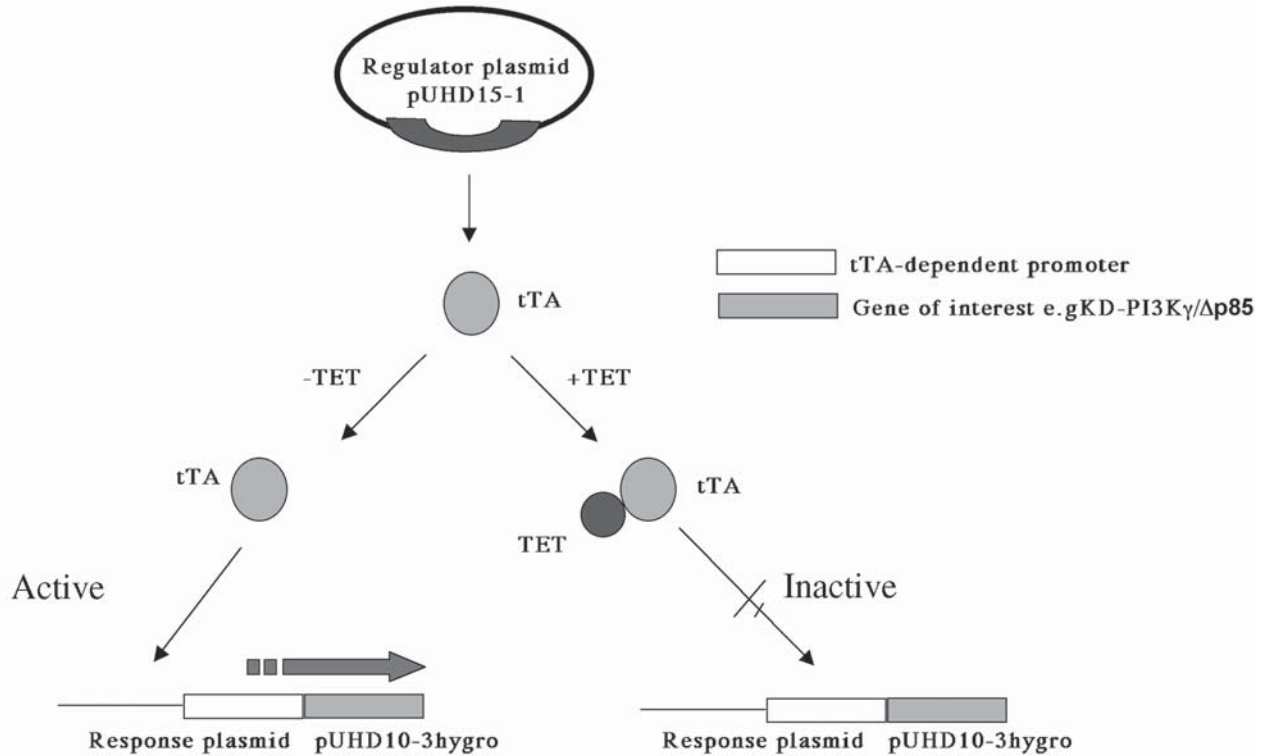 Regulator plasmid
pUHD15-1
tTA
tTA-dependent promoter
Gene of interest e.gKD-PI3Kγ/Δp85
-TET
+TET
tTA
tTA
TET
Active
Inactive
Response plasmid pUHD10-3hygro
Response plasmid pUHD10-3hygro